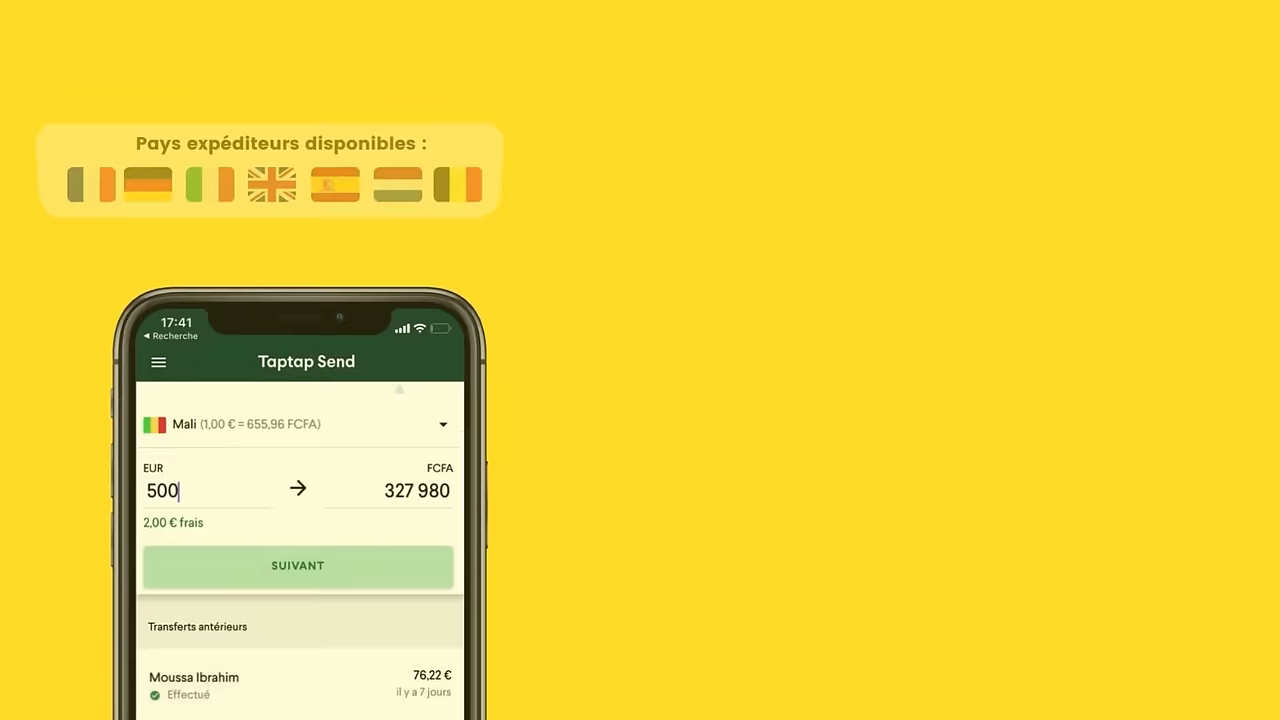 Pays expéditeurs disponibles :
17:41
◀ Recherche
Taptap Send
Mali (1,00 € = 655,96 FCFA)
EUR FCFA
500 → 327 980
2,00 € frais
SUIVANT
Transferts antérieurs
Moussa Ibrahim 76,22 €
Effectué il y a 7 jours